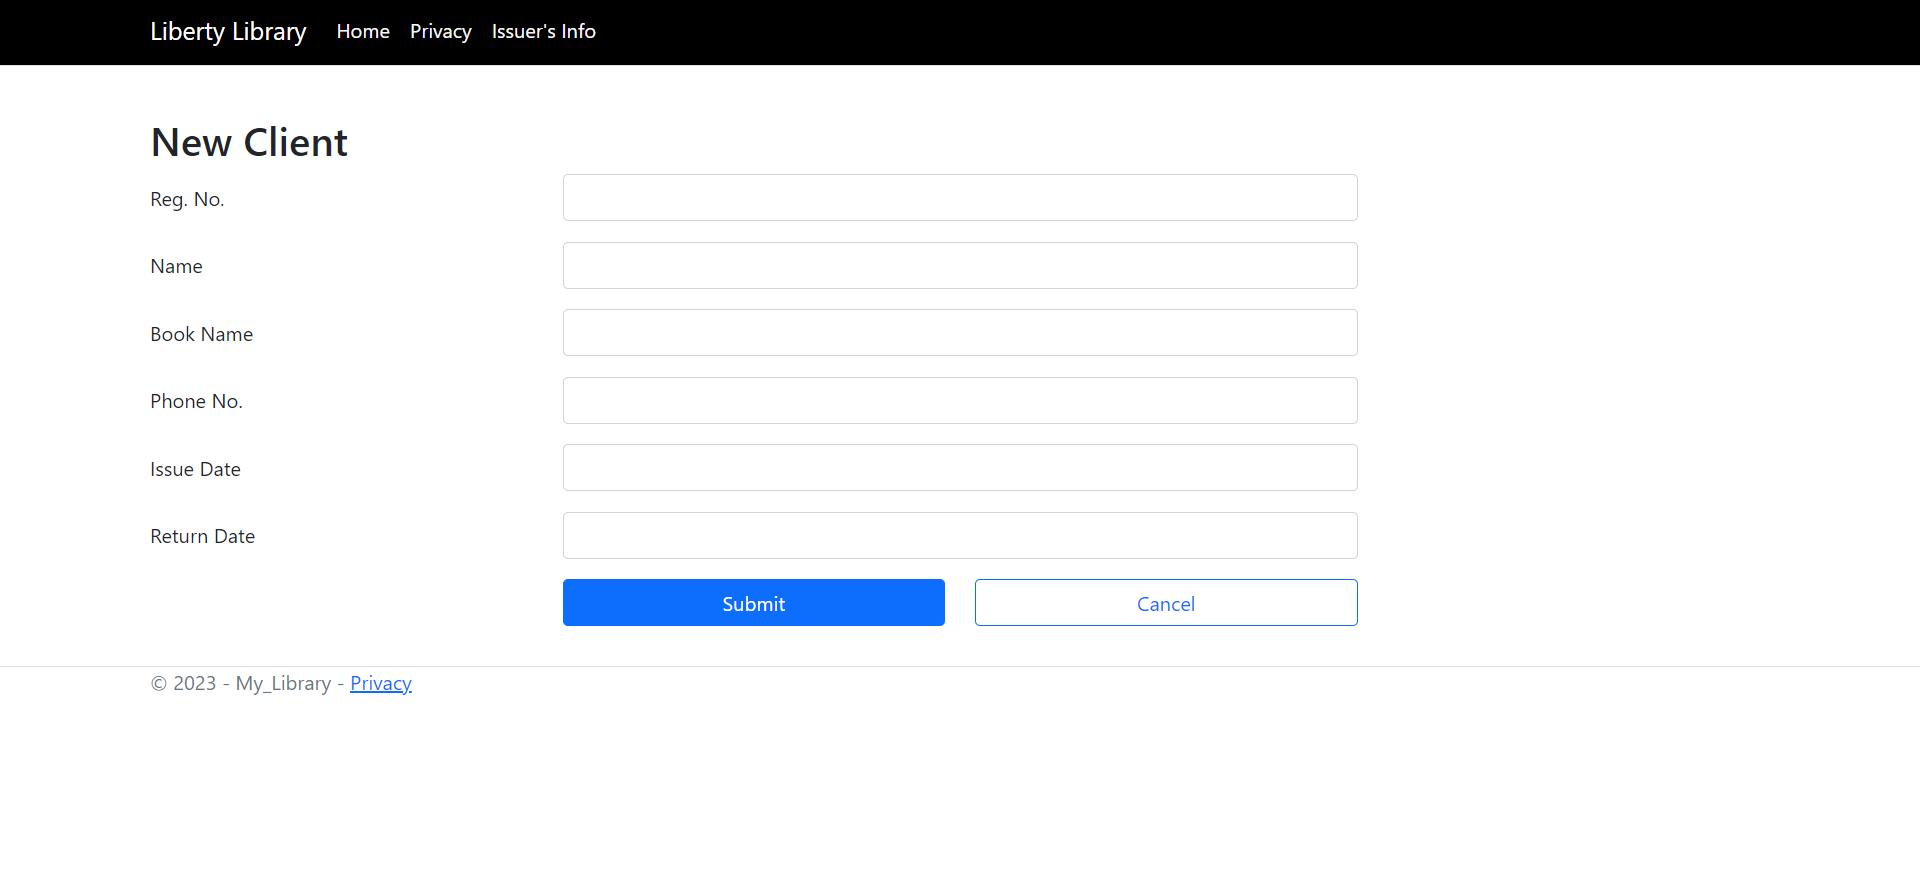 Liberty Library Home Privacy Issuer's Info
New Client
Reg. No.
Name
Book Name
Phone No.
Issue Date
Return Date
Submit Cancel
© 2023 - My_Library - Privacy